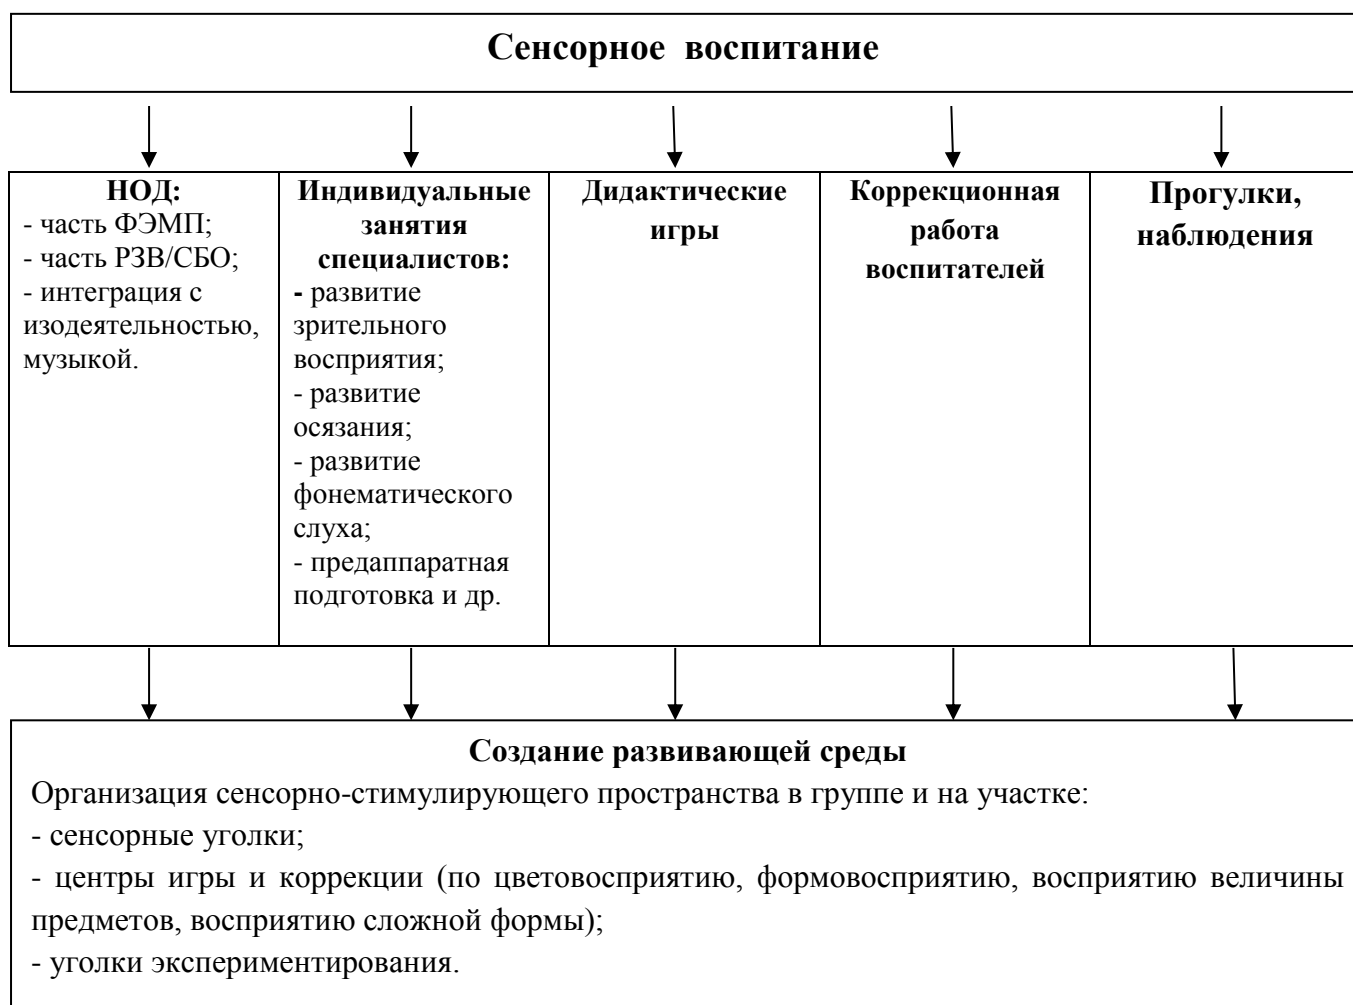 Сенсорное воспитание
НОД:
- часть ФЭМП;
- часть РЗВ/СБО;
- интеграция с
изодеятельностью,
музыкой.
Индивидуальные
занятия
специалистов:
- развитие
зрительного
восприятия;
- развитие
осязания;
- развитие
фонематического
слуха;
- предаппаратная
подготовка и др.
Дидактические
игры
Коррекционная
работа
воспитателей
Прогулки,
наблюдения
Создание развивающей среды
Организация сенсорно-стимулирующего пространства в группе и на участке:
- сенсорные уголки;
- центры игры и коррекции (по цветовосприятию, формовосприятию, восприятию величины
предметов, восприятию сложной формы);
- уголки экспериментирования.